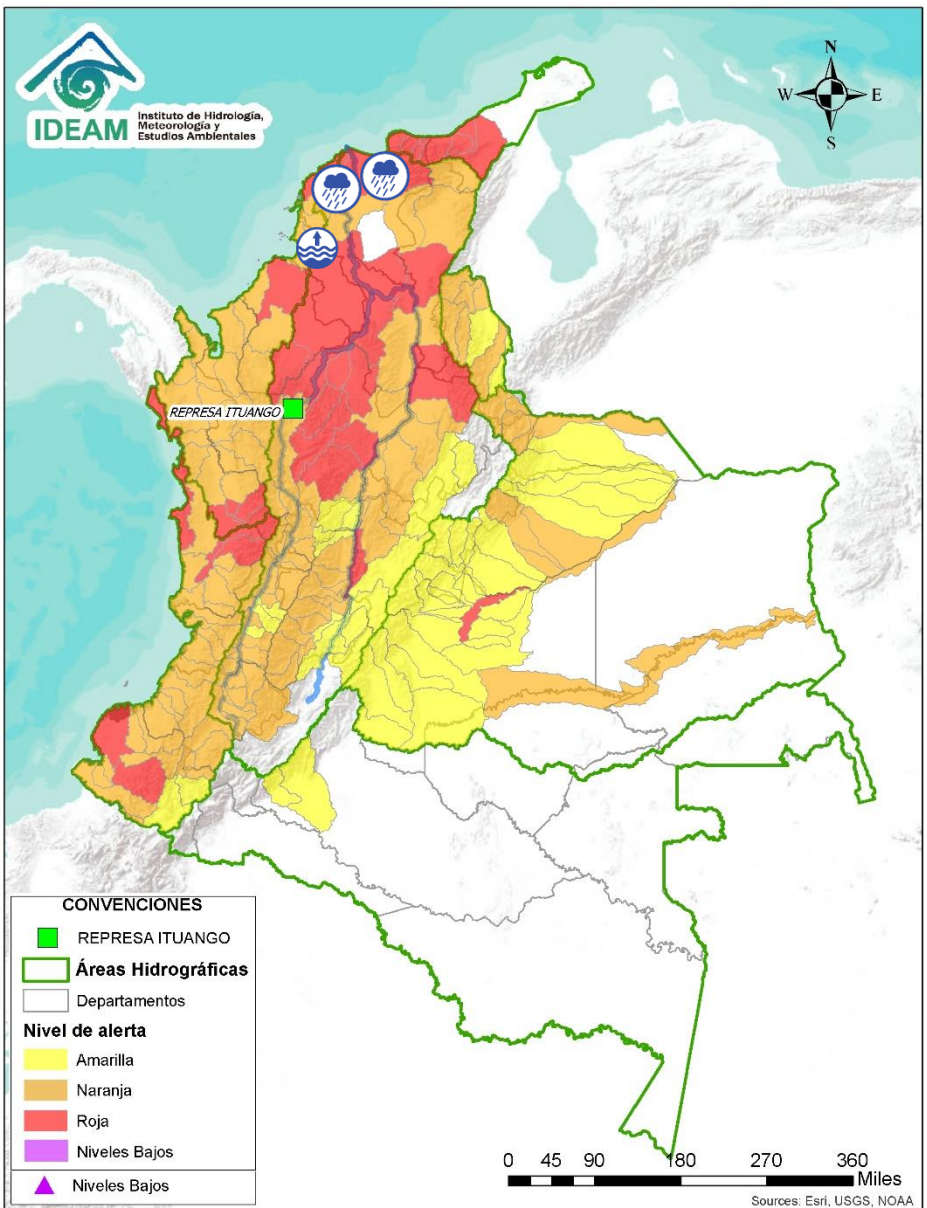 IDEAM
Instituto de Hidrología,
Meteorología y
Estudios Ambientales
N
W
E
S
REPRESA ITUANGO
CONVENCIONES
REPRESA ITUANGO
Áreas Hidrográficas
Departamentos
Nivel de alerta
Amarilla
Naranja
Roja
Niveles Bajos
Niveles Bajos
0 45 90 180 270 360
Miles
Sources: Esri, USGS, NOAA